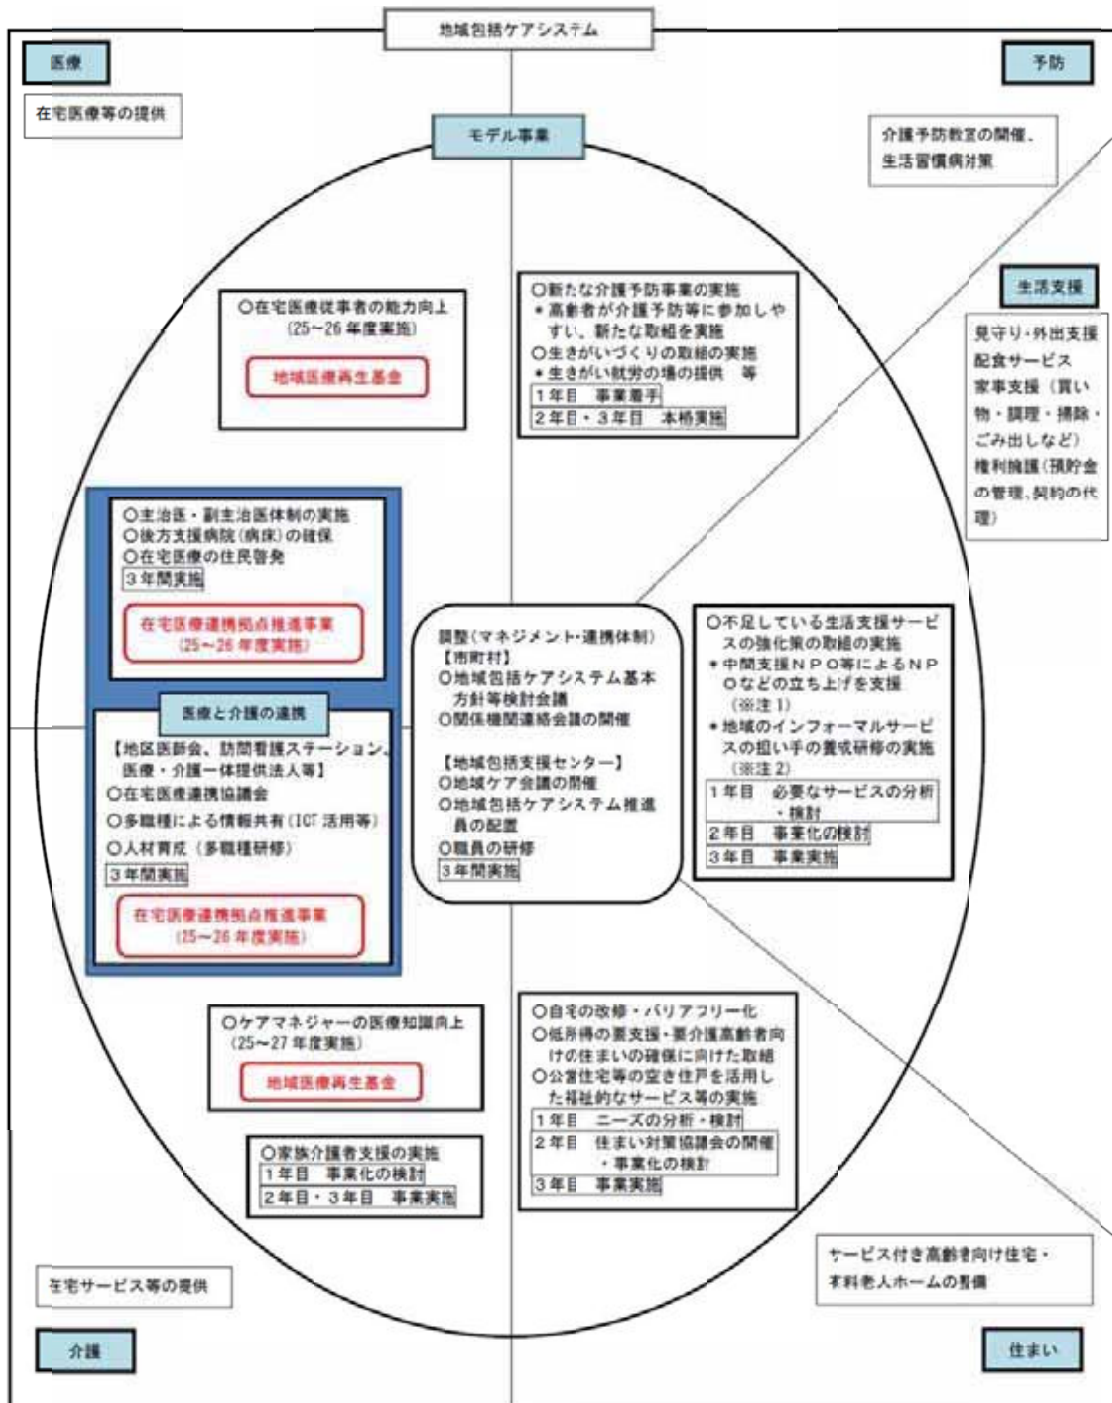 地域包括ケアシステム
医療
在宅医療等の提供
予防
介護予防教室の開催、
生活習慣病対策
モデル事業
生活支援
見守り・外出支援
配食サービス
家事支援（買い
物・調理・掃除・
ごみ出しなど）
権利擁護(預貯金
の管理、契約の代
理)
○在宅医療従事者の能力向上
(25～26年度実施)
地域医療再生基金
○新たな介護予防事業の実施
＊高齢者が介護予防等に参加しや
すい、新たな取組を実施
○生きがいづくりの取組の実施
＊生きがい就労の場の提供　等
１年目　事業着手
２年目・３年目　本格実施
○主治医・副主治医体制の実施
○後方支援病院(病床)の確保
○在宅医療の住民啓発
３年間実施
在宅医療連携拠点推進事業
(25～26年度実施)
医療と介護の連携
【地区医師会、訪問看護ステーション、
医療・介護一体提供法人等】
○在宅医療連携協議会
○多職種による情報共有(ICT活用等)
○人材育成（多職種研修）
３年間実施
在宅医療連携拠点推進事業
(25～26年度実施)
調整(マネジメント・連携体制)
【市町村】
○地域包括ケアシステム基本
方針等検討会議
○関係機関連絡会議の開催
【地域包括支援センター】
○地域ケア会議の開催
○地域包括ケアシステム推進
員の配置
○職員の研修
３年間実施
○不足している生活支援サービ
スの強化策の取組の実施
＊中間支援ＮＰＯ等によるＮＰ
Ｏなどの立ち上げを支援
(※注１)
＊地域のインフォーマルサービ
スの担い手の養成研修の実施
(※注２)
１年目　必要なサービスの分析
・検討
２年目　事業化の検討
３年目　事業実施
○ケアマネジャーの医療知識向上
(25～27年度実施)
地域医療再生基金
○家族介護者支援の実施
１年目　事業化の検討
２年目・３年目　事業実施
○自宅の改修・バリアフリー化
○低所得の要支援・要介護高齢者向
けの住まいの確保に向けた取組
○公営住宅等の空き住戸を活用し
た福祉的なサービス等の実施
１年目　ニーズの分析・検討
２年目　住まい対策協議会の開催
・事業化の検討
３年目　事業実施
在宅サービス等の提供
介護
サービス付き高齢者向け住宅・
有料老人ホームの整備
住まい